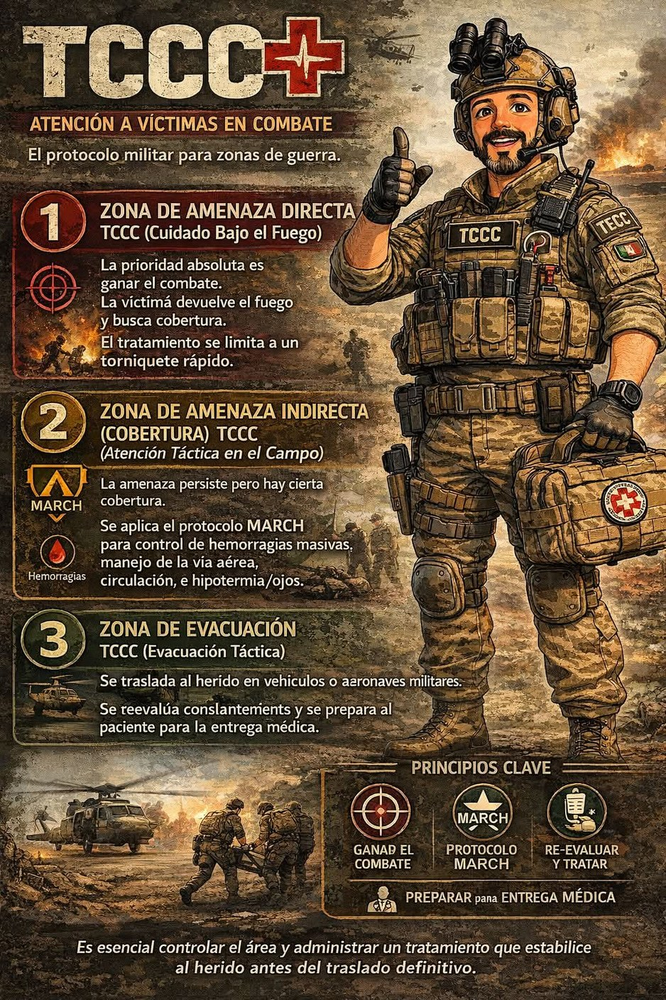 TCCC
ATENCIÓN A VÍCTIMAS EN COMBATE
El protocolo militar para zonas de guerra.
1
ZONA DE AMENAZA DIRECTA
TCCC (Cuidado Bajo el Fuego)
La prioridad absoluta es
ganar el combate.
La víctimá devuelve el fuego
y busca cobertura.
El tratamiento se limita a un
torniquete rápido.
TCCC
TECC
2
ZONA DE AMENAZA INDIRECTA
(COBERTURA) TCCC
(Atención Táctica en el Campo)
MARCH
Hemorragias
La amenaza persiste pero hay cierta
cobertura.
Se aplica el protocolo MARCH
para control de hemorragias masivas,
manejo de la vía aérea,
circulación, e hipotermia/ojos.
3
ZONA DE EVACUACIÓN
TCCC (Evacuación Táctica)
Se traslada al herido en vehiculos o aeronaves militares.
Se reevalúa conslantements y se prepara al
paciente para la entrega médica.
PRINCIPIOS CLAVE
MARCH
GANAD EL
COMBATE
PROTOCOLO
MARCH
RE-EVALUAR
Y TRATAR
PREPARAR pana ENTREGA MÉDICA
Es esencial controlar el área y administrar un tratamiento que estabilice
al herido antes del traslado definitivo.